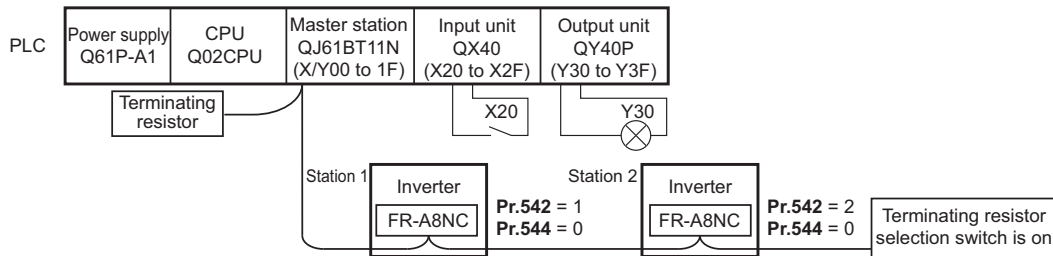 PLC
Power supply
Q61P-A1
CPU
Q02CPU
Master station
QJ61BT11N
(X/Y00 to 1F)
Input unit
QX40
(X20 to X2F)
Output unit
QY40P
(Y30 to Y3F)
Terminating
resistor
X20
Y30
Station 1
Inverter
FR-A8NC
Pr.542 = 1
Pr.544 = 0
Station 2
Inverter
FR-A8NC
Pr.542 = 2
Pr.544 = 0
Terminating resistor
selection switch is on